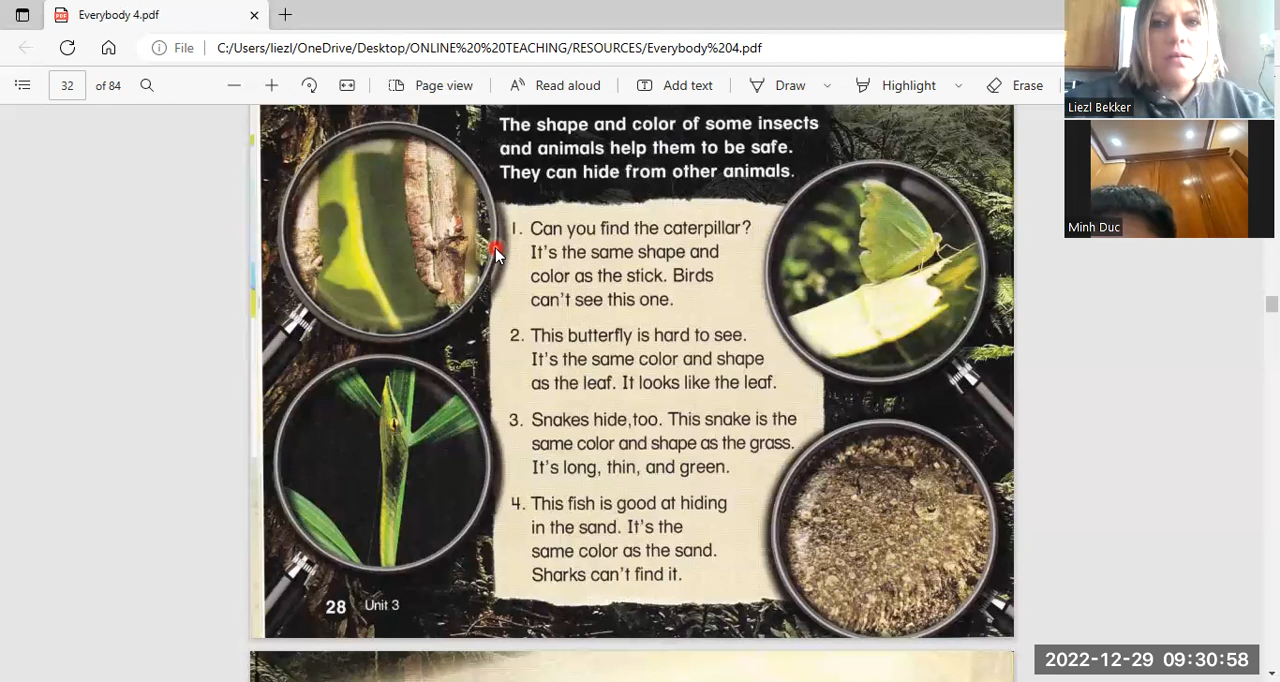 Everybody 4.pdf
File
C:/Users/liezl/OneDrive/Desktop/ONLINE%20%20TEACHING/RESOURCES/Everybody%204.pdf
32 of 84
Page view
Read aloud
Add text
Draw
Highlight
Erase
Liezl Bekker
Minh Duc
The shape and color of some insects
and animals help them to be safe.
They can hide from other animals.
1. Can you find the caterpillar?
It's the same shape and
color as the stick. Birds
can't see this one.
2. This butterfly is hard to see.
It's the same color and shape
as the leaf. It looks like the leaf.
3. Snakes hide,too. This snake is the
same color and shape as the grass.
It's long, thin, and green.
4. This fish is good at hiding
in the sand. It's the
same color as the sand.
Sharks can't find it.
28 Unit 3
2022-12-29 09:30:58